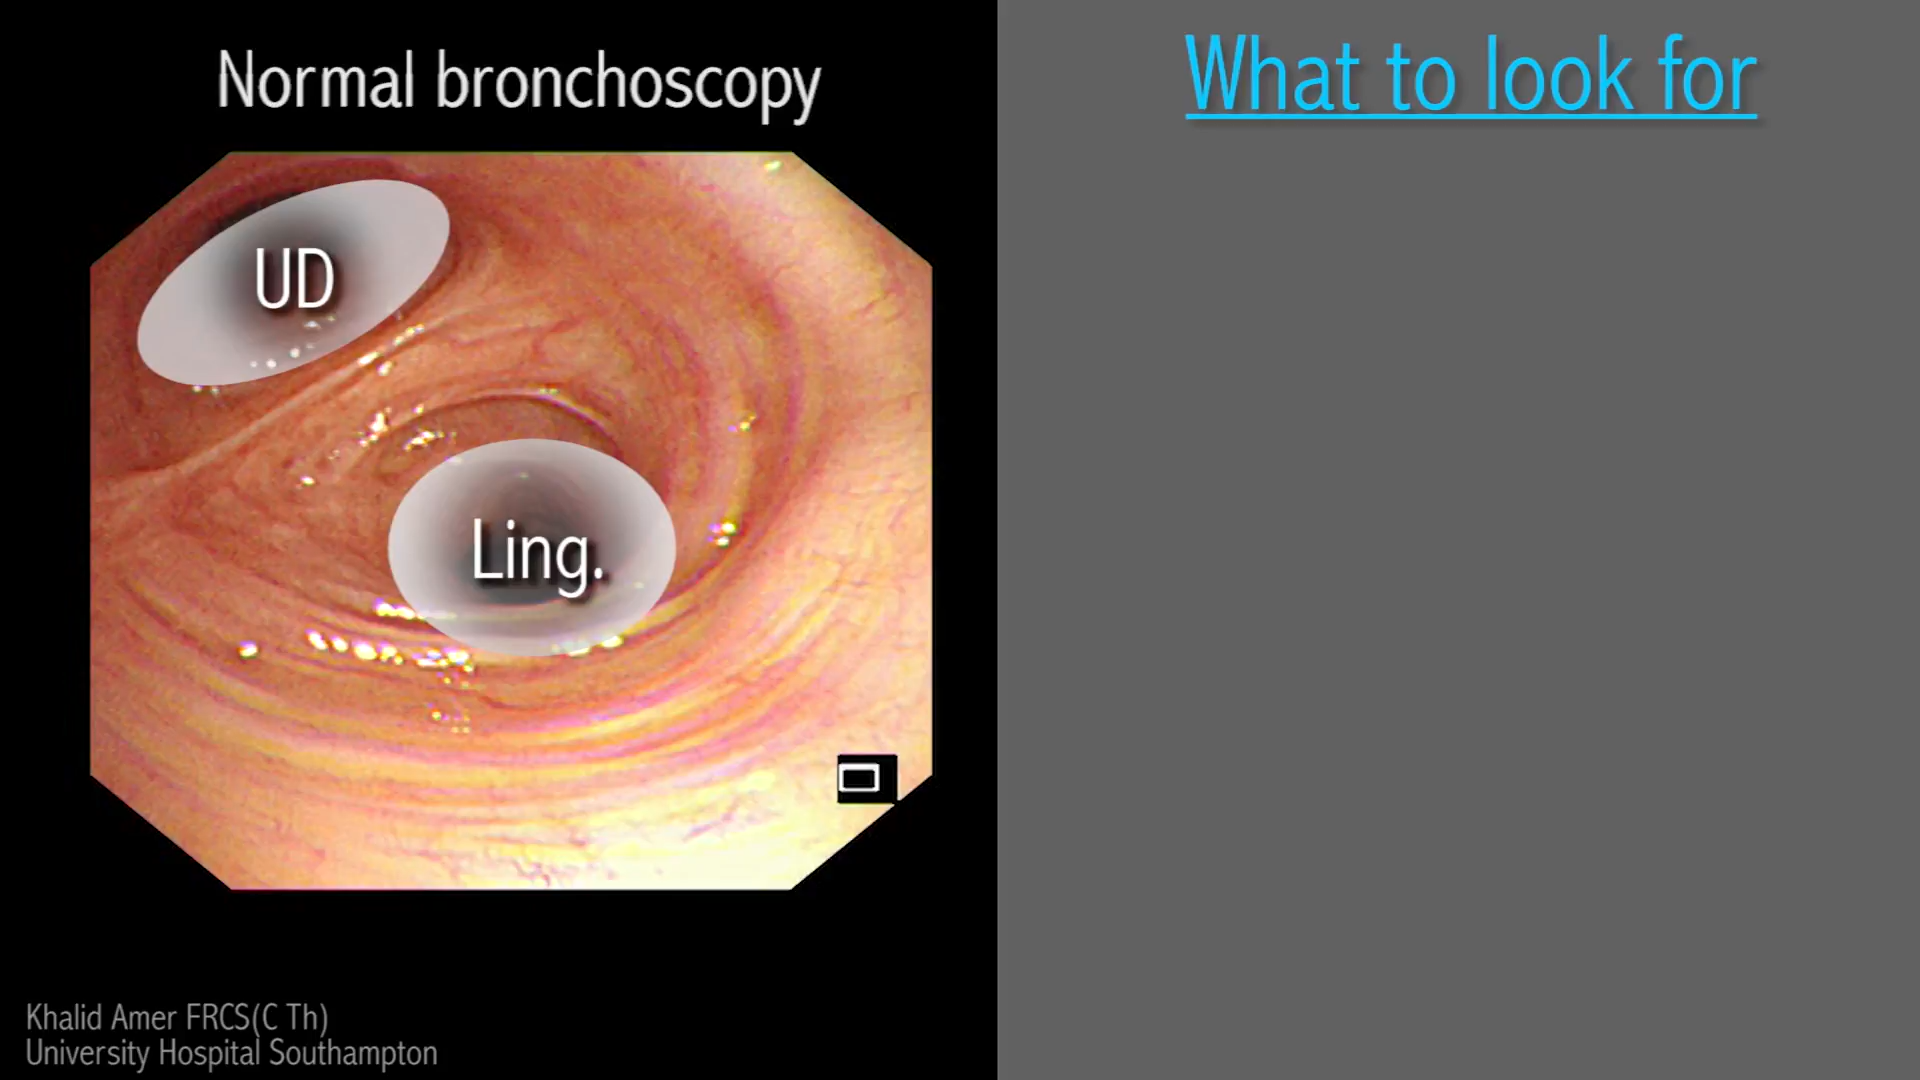 Normal bronchoscopy
What to look for
UD
Ling.
Khalid Amer FRCS(C Th)
University Hospital Southampton